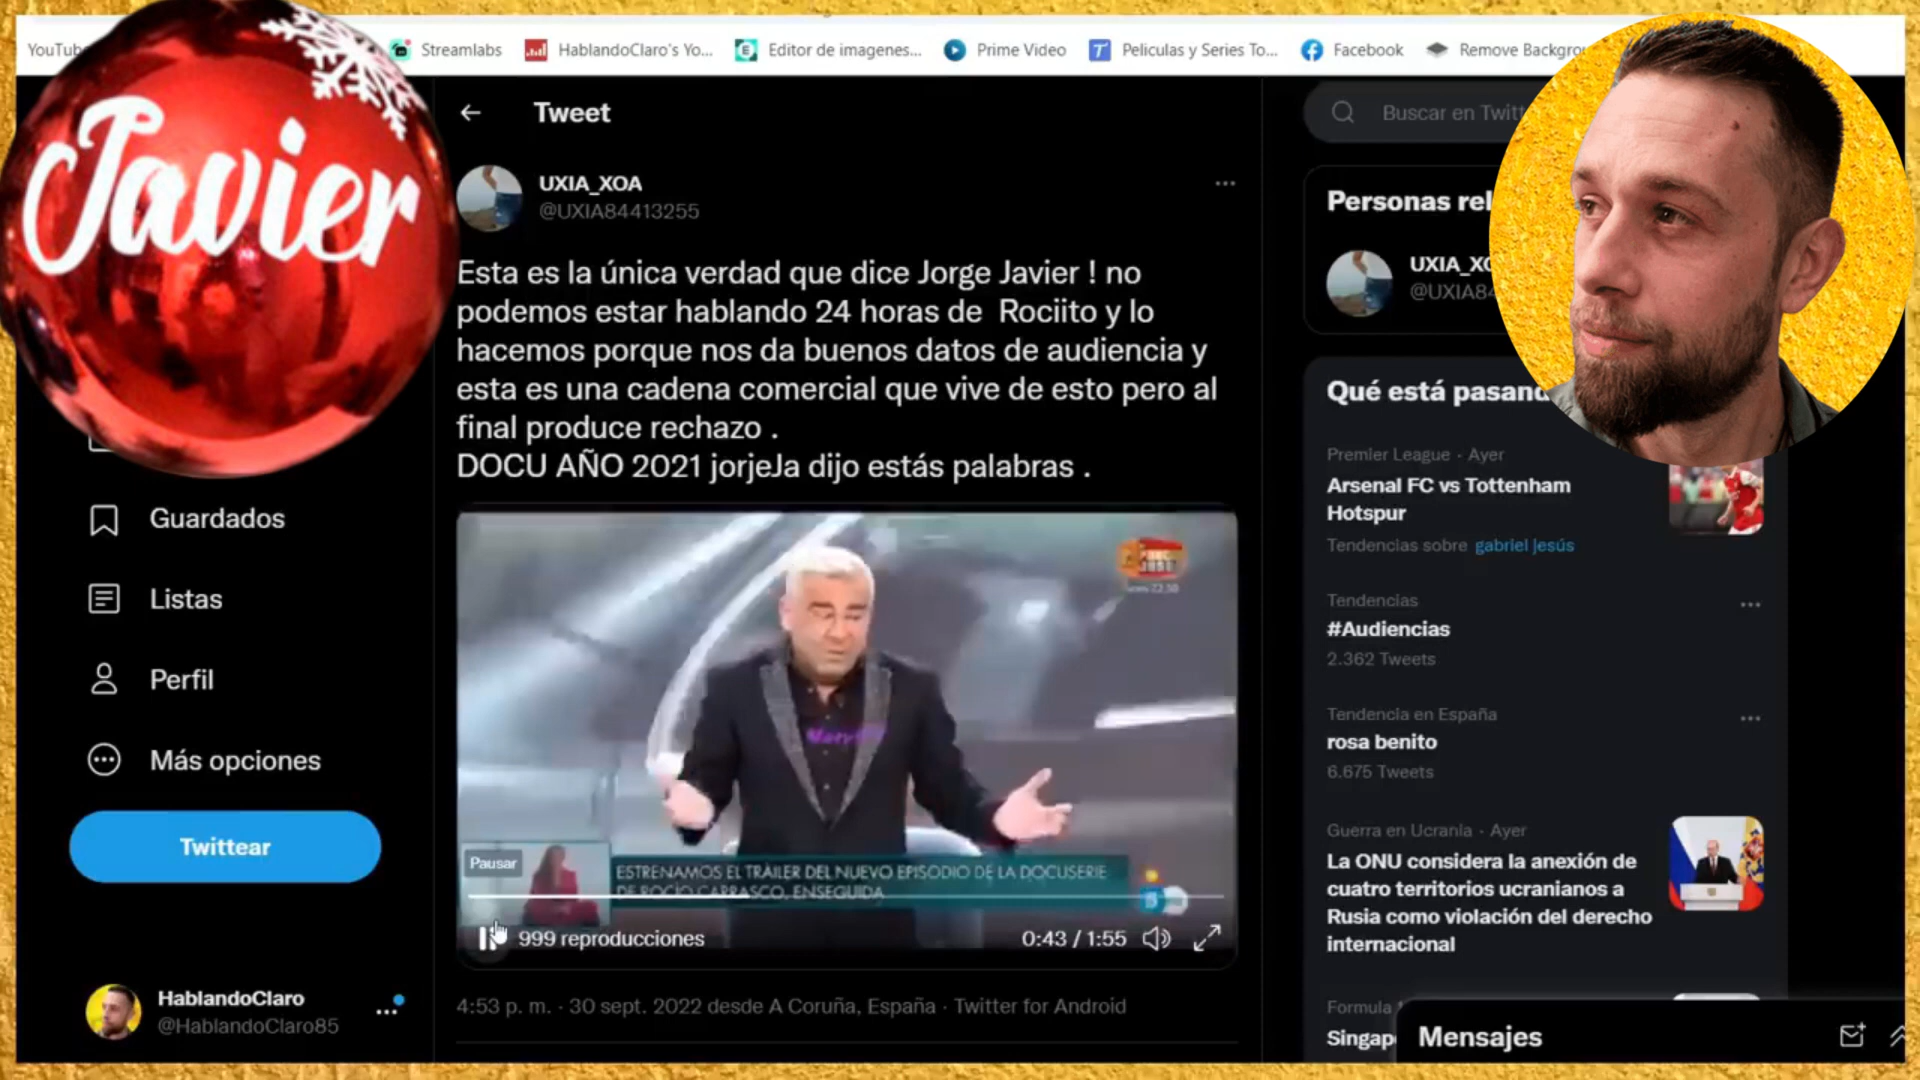 YouTube
Streamlabs
HablandoClaro's Yo...
Editor de imagenes...
Prime Video
Peliculas y Series To...
Facebook
Remove Backgro
Javier
Tweet
Buscar en Twitt
UXIA_XOA
@UXIA84413255
Esta es la única verdad que dice Jorge Javier ! no
podemos estar hablando 24 horas de Rociito y lo
hacemos porque nos da buenos datos de audiencia y
esta es una cadena comercial que vive de esto pero al
final produce rechazo .
DOCU AÑO 2021 jorjeJa dijo estás palabras .
Pausar
ESTRENAMOS EL TRÁILER DEL NUEVO EPISODIO DE LA DOCUSERIE
DE ROCÍO CARRASCO, ENSEGUIDA
999 reproducciones
0:43 / 1:55
4:53 p. m. · 30 sept. 2022 desde A Coruña, España · Twitter for Android
Guardados
Listas
Perfil
Más opciones
Twittear
HablandoClaro
@HablandoClaro85
Personas rel
UXIA_XO
@UXIA84
Qué está pasand
Premier League · Ayer
Arsenal FC vs Tottenham
Hotspur
Tendencias sobre gabriel jesús
Tendencias
#Audiencias
2.362 Tweets
Tendencia en España
rosa benito
6.675 Tweets
Guerra en Ucrania · Ayer
La ONU considera la anexión de
cuatro territorios ucranianos a
Rusia como violación del derecho
internacional
Formula
Singap
Mensajes